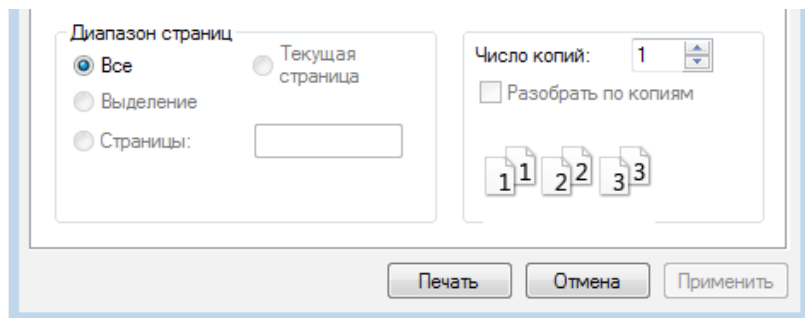 Диапазон страниц
Все
Текущая
страница
Выделение
Страницы:
Число копий: 1
Разобрать по копиям
1 1 2 2 3 3
Печать Отмена Применить